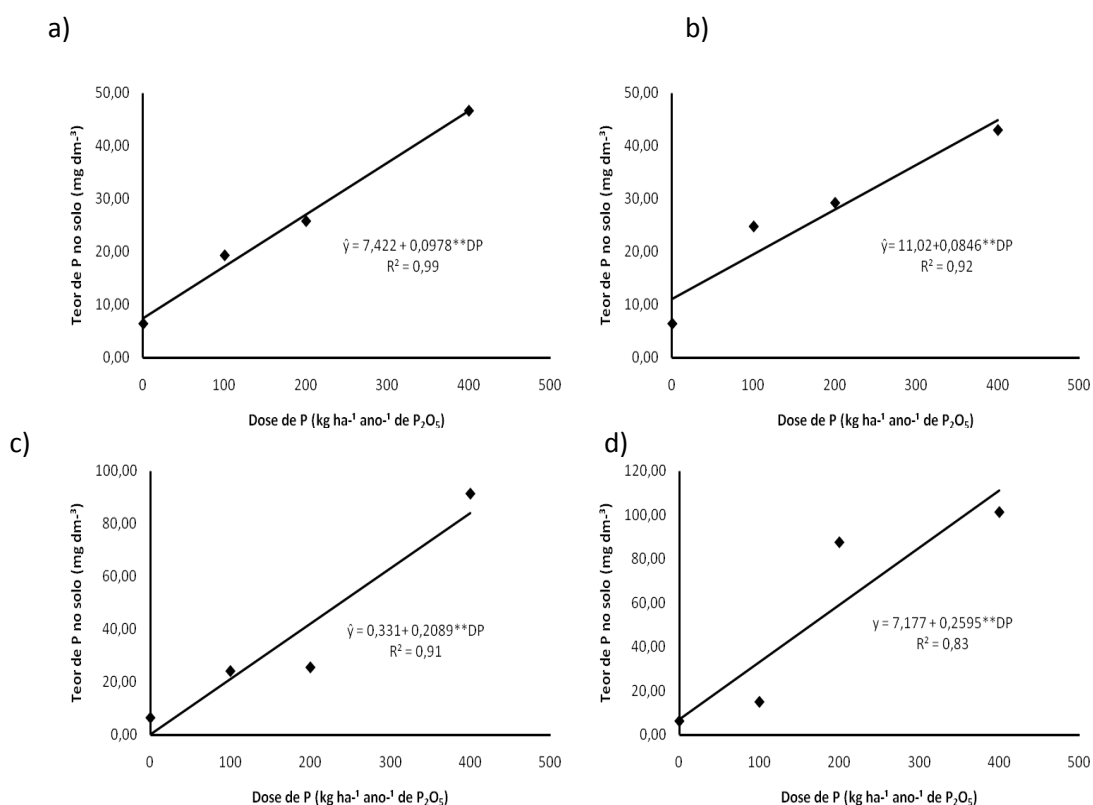 a)
Teor de P no solo (mg dm-³)
50,00
40,00
30,00
20,00
10,00
0,00
ŷ = 7,422 + 0,0978**DP
R² = 0,99
0 100 200 300 400 500
Dose de P (kg ha-¹ ano-¹ de P₂O₅)
b)
Teor de P no solo (mg dm-³)
50,00
40,00
30,00
20,00
10,00
0,00
ŷ = 11,02+0,0846**DP
R² = 0,92
0 100 200 300 400 500
Dose de P (kg ha-¹ ano-¹ de P₂O₅)
c)
Teor de P no solo (mg dm-³)
100,00
80,00
60,00
40,00
20,00
0,00
ŷ = 0,331+ 0,2089**DP
R² = 0,91
0 100 200 300 400 500
Dose de P (kg ha-¹ ano-¹ de P₂O₅)
d)
Teor de P no solo (mg dm-³)
120,00
100,00
80,00
60,00
40,00
20,00
0,00
y = 7,177 + 0,2595**DP
R² = 0,83
0 100 200 300 400 500
Dose de P (kg ha-¹ ano-¹ de P₂O₅)